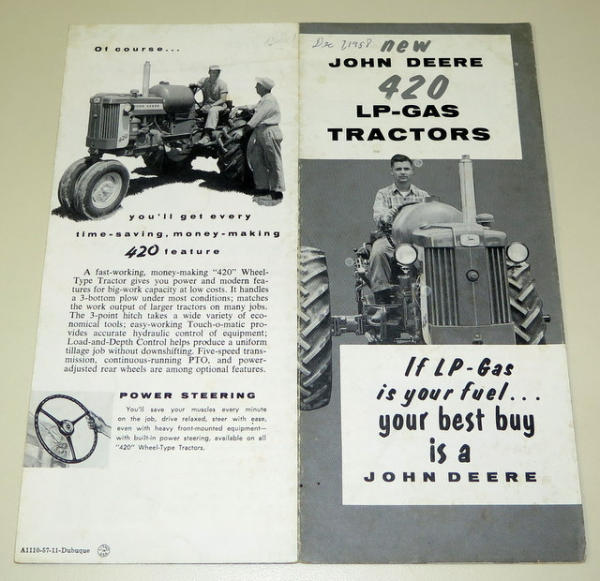 Of course...
JOHN DEERE
420
you'll get every
time-saving, money-making
420 feature
A fast-working, money-making "420" Wheel-
Type Tractor gives you power and modern fea-
tures for big-work capacity at low costs. It handles
a 3-bottom plow under most conditions; matches
the work output of larger tractors on many jobs.
The 3-point hitch takes a wide variety of eco-
nomical tools; easy-working Touch-o-matic pro-
vides accurate hydraulic control of equipment;
Load-and-Depth Control helps produce a uniform
tillage job without downshifting. Five-speed trans-
mission, continuous-running PTO, and power-
adjusted rear wheels are among optional features.
POWER STEERING
You'll save your muscles every minute
on the job, drive relaxed, steer with ease,
even with heavy front-mounted equipment—
with built-in power steering, available on all
"420" Wheel-Type Tractors.
A1110-57-11-Dubuque
new
JOHN DEERE
420
LP-GAS
TRACTORS
If LP-Gas
is your fuel...
your best buy
is a
JOHN DEERE